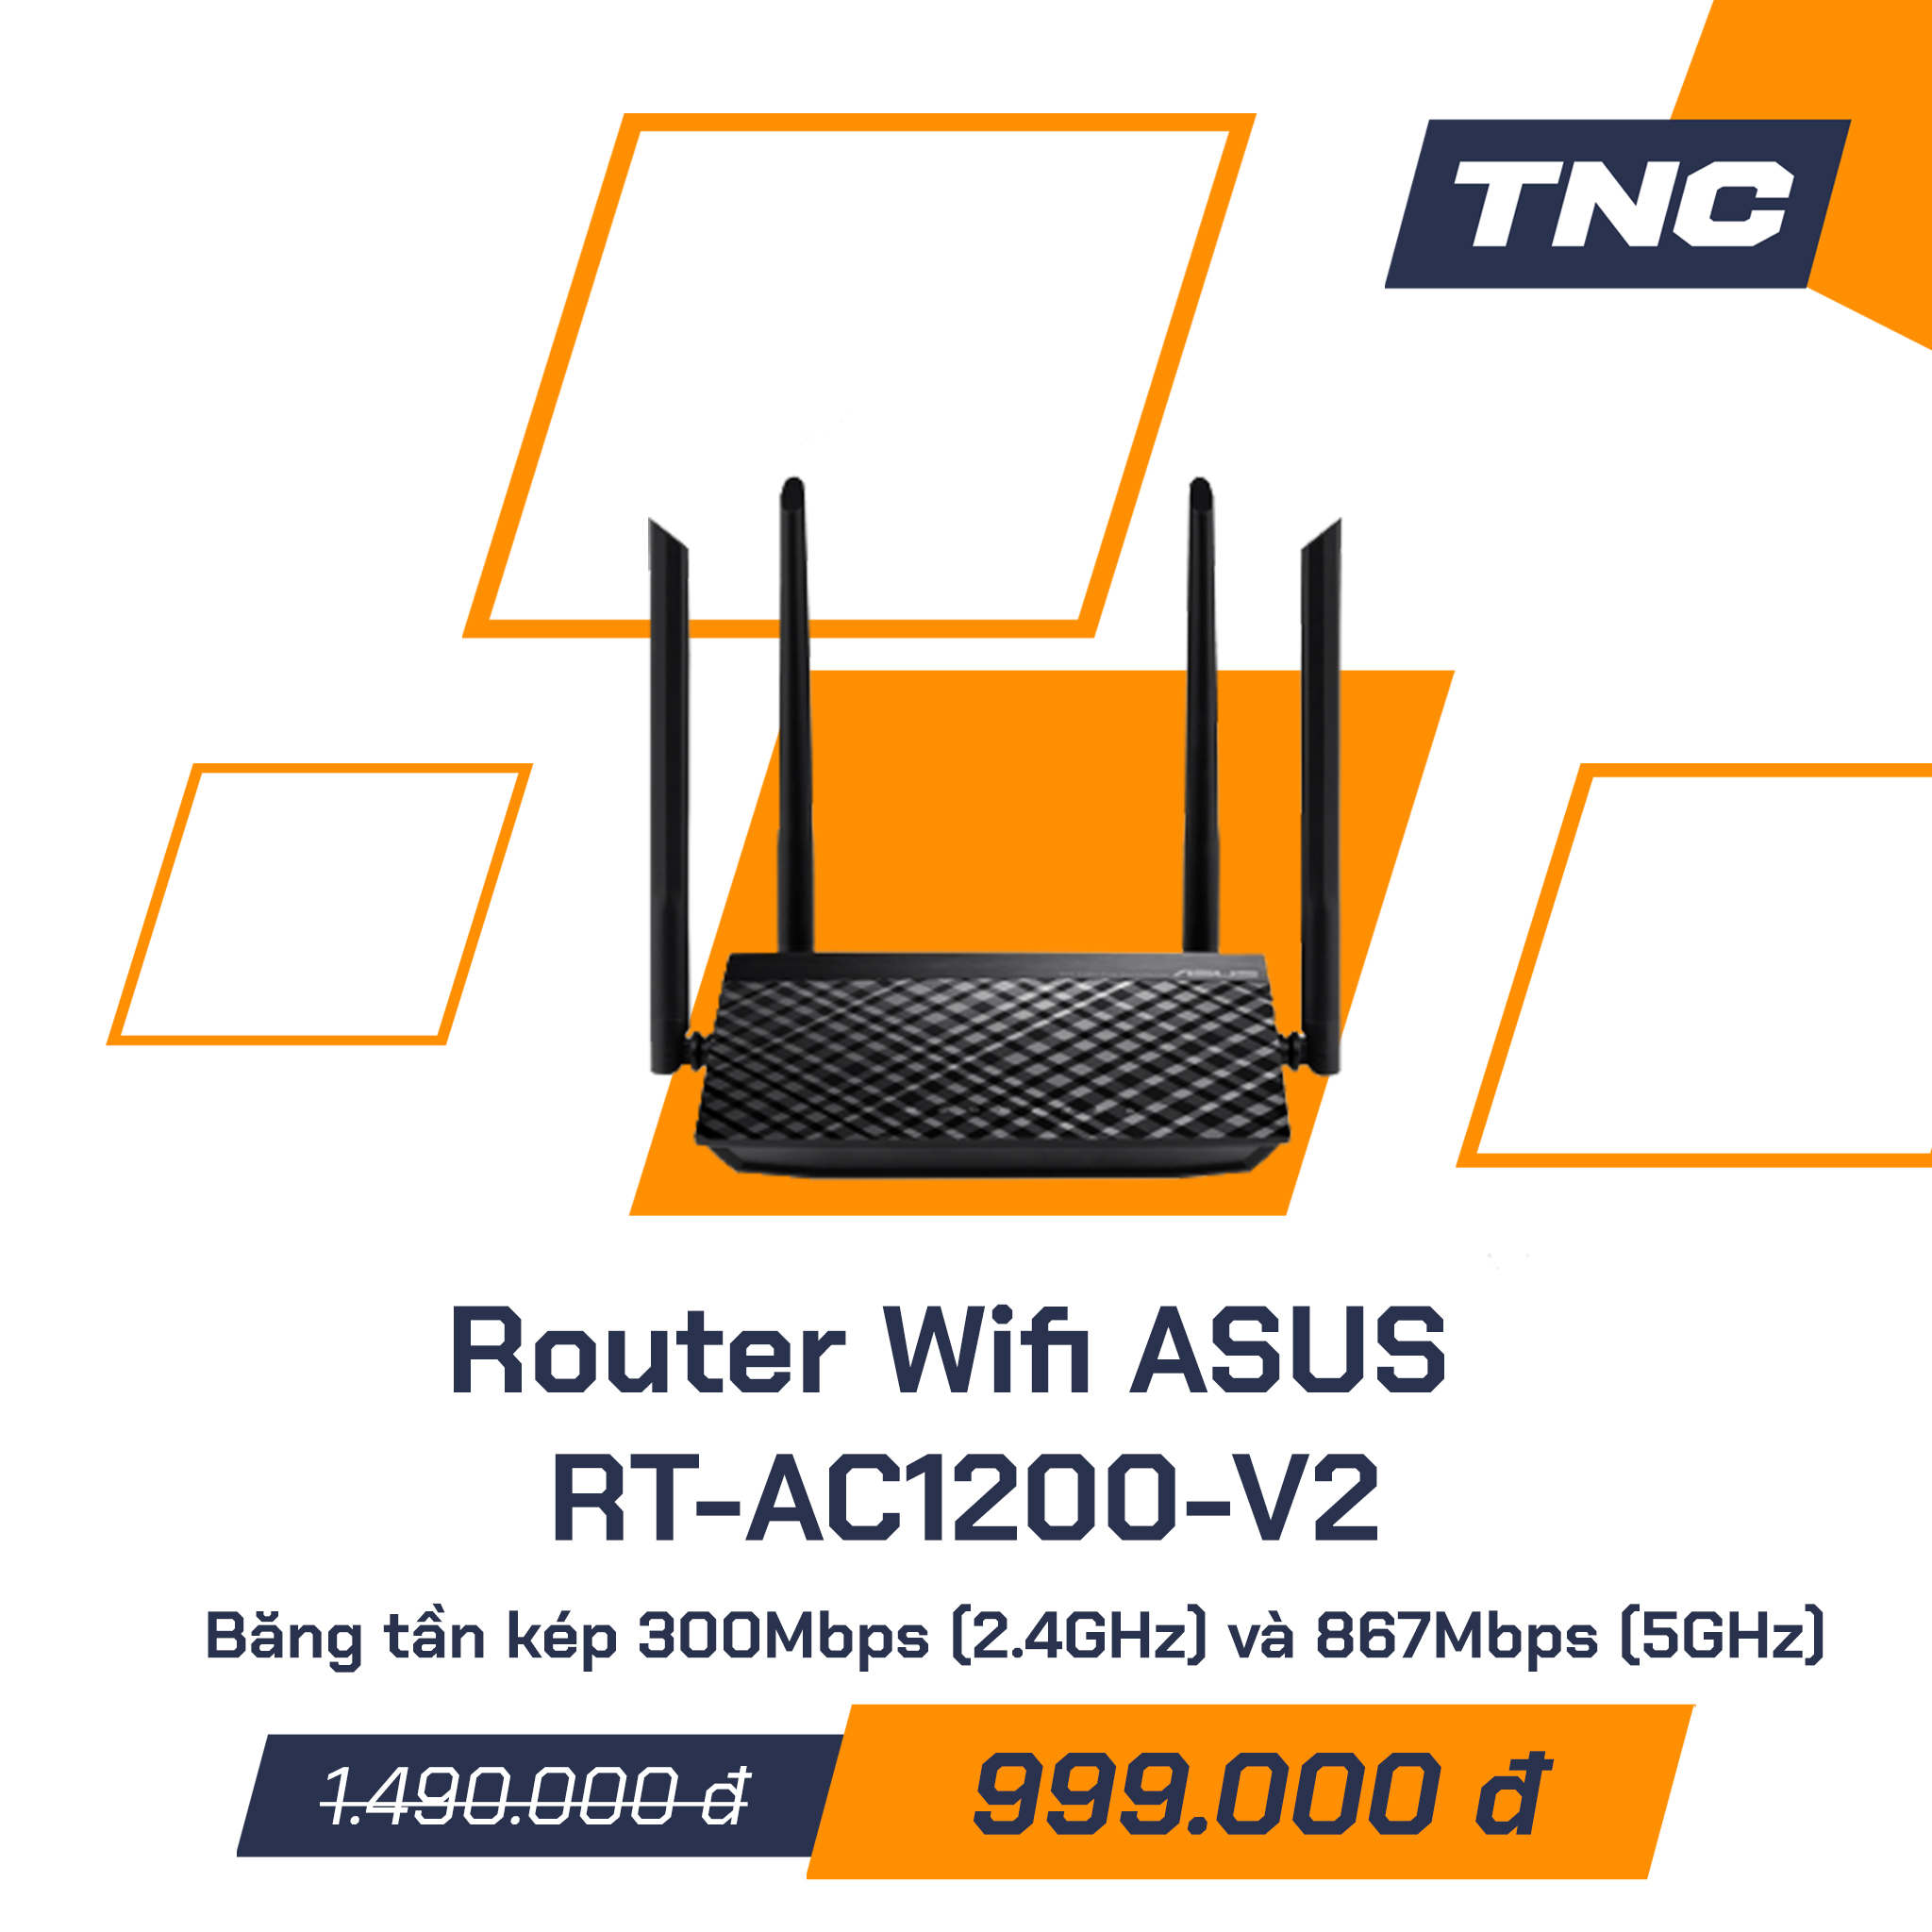 TNC
ASUS
Router Wifi ASUS
RT-AC1200-V2
Băng tần kép 300Mbps (2.4GHz) và 867Mbps (5GHz)
1.490.000 đ
999.000 đ